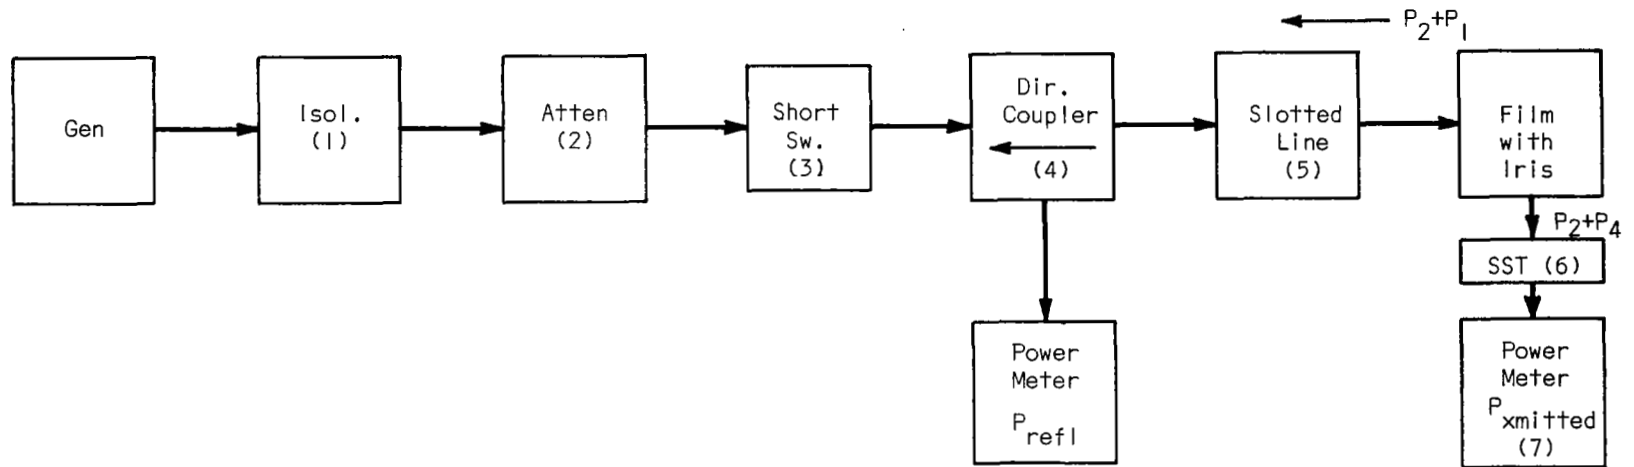 P2+P1
Gen
Isol.
(1)
Atten
(2)
Short
Sw.
(3)
Dir.
Coupler
(4)
Slotted
Line
(5)
Film
with
Iris
P2+P4
SST (6)
Power
Meter
Prefl
Power
Meter
Pxmitted
(7)